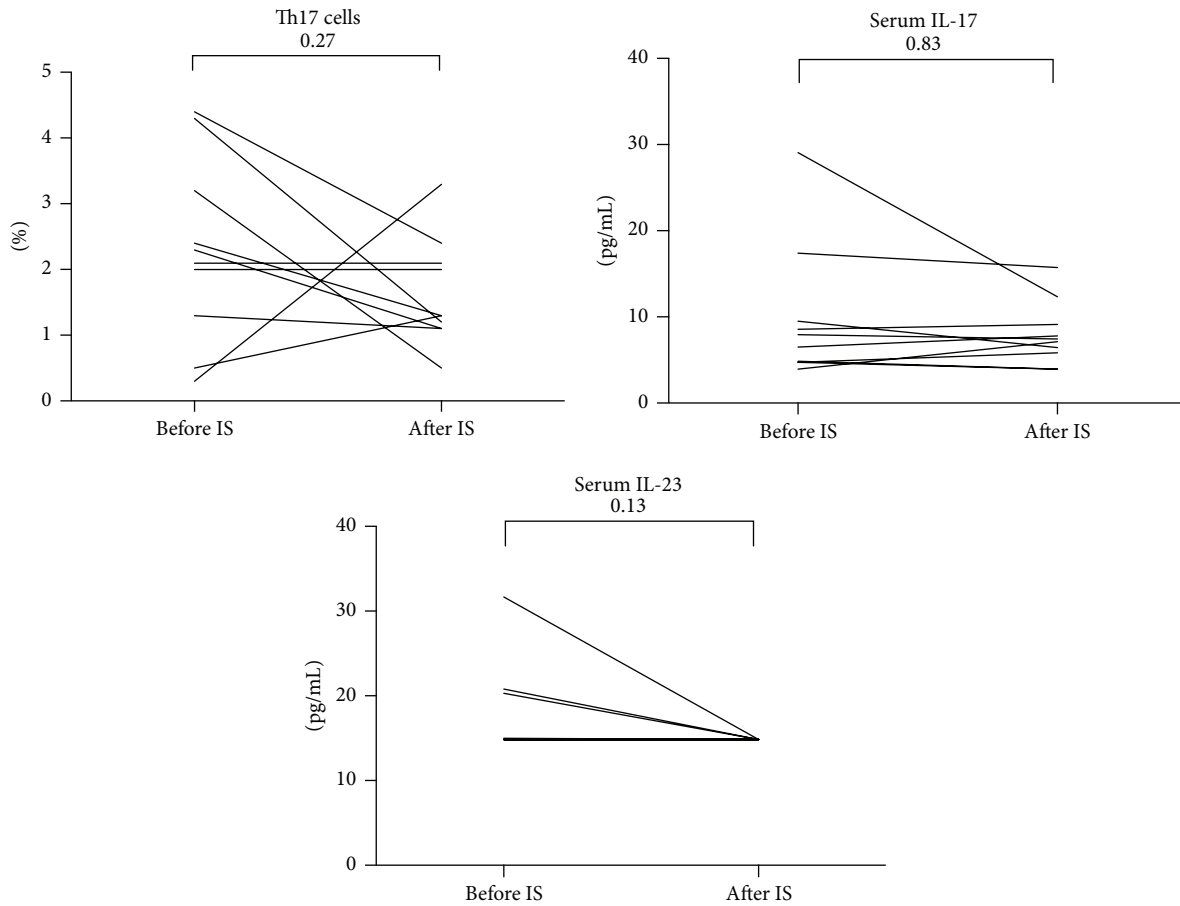 Th17 cells
0.27
5
4
3
2
1
0
(%)
Before IS
After IS
Serum IL-17
0.83
40
30
20
10
0
(pg/mL)
Before IS
After IS
Serum IL-23
0.13
40
30
20
10
0
(pg/mL)
Before IS
After IS